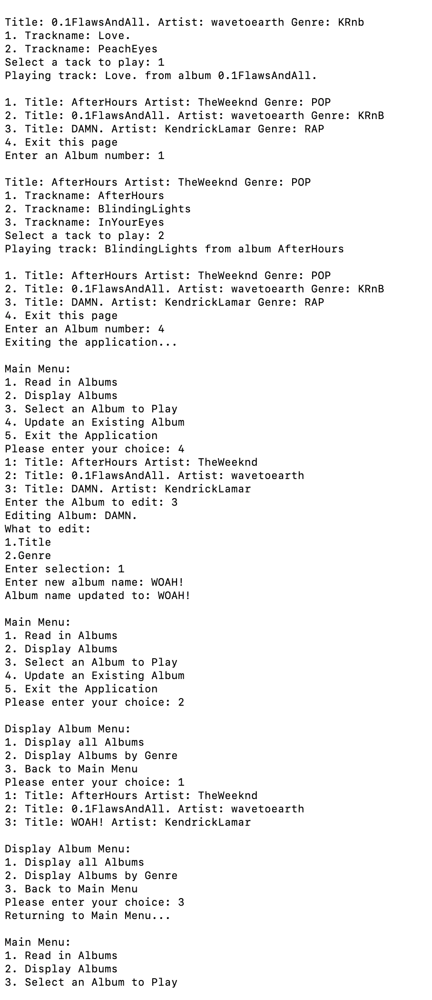 Title: 0.1FlawsAndAll. Artist: wavetoearth Genre: KRnb
1. Trackname: Love.
2. Trackname: PeachEyes
Select a tack to play: 1
Playing track: Love. from album 0.1FlawsAndAll.

1. Title: AfterHours Artist: TheWeeknd Genre: POP
2. Title: 0.1FlawsAndAll. Artist: wavetoearth Genre: KRnB
3. Title: DAMN. Artist: KendrickLamar Genre: RAP
4. Exit this page
Enter an Album number: 1

Title: AfterHours Artist: TheWeeknd Genre: POP
1. Trackname: AfterHours
2. Trackname: BlindingLights
3. Trackname: InYourEyes
Select a tack to play: 2
Playing track: BlindingLights from album AfterHours

1. Title: AfterHours Artist: TheWeeknd Genre: POP
2. Title: 0.1FlawsAndAll. Artist: wavetoearth Genre: KRnB
3. Title: DAMN. Artist: KendrickLamar Genre: RAP
4. Exit this page
Enter an Album number: 4
Exiting the application...

Main Menu:
1. Read in Albums
2. Display Albums
3. Select an Album to Play
4. Update an Existing Album
5. Exit the Application
Please enter your choice: 4
1: Title: AfterHours Artist: TheWeeknd
2: Title: 0.1FlawsAndAll. Artist: wavetoearth
3: Title: DAMN. Artist: KendrickLamar
Enter the Album to edit: 3
Editing Album: DAMN.
What to edit:
1.Title
2.Genre
Enter selection: 1
Enter new album name: WOAH!
Album name updated to: WOAH!

Main Menu:
1. Read in Albums
2. Display Albums
3. Select an Album to Play
4. Update an Existing Album
5. Exit the Application
Please enter your choice: 2

Display Album Menu:
1. Display all Albums
2. Display Albums by Genre
3. Back to Main Menu
Please enter your choice: 1
1: Title: AfterHours Artist: TheWeeknd
2: Title: 0.1FlawsAndAll. Artist: wavetoearth
3: Title: WOAH! Artist: KendrickLamar

Display Album Menu:
1. Display all Albums
2. Display Albums by Genre
3. Back to Main Menu
Please enter your choice: 3
Returning to Main Menu...

Main Menu:
1. Read in Albums
2. Display Albums
3. Select an Album to Play